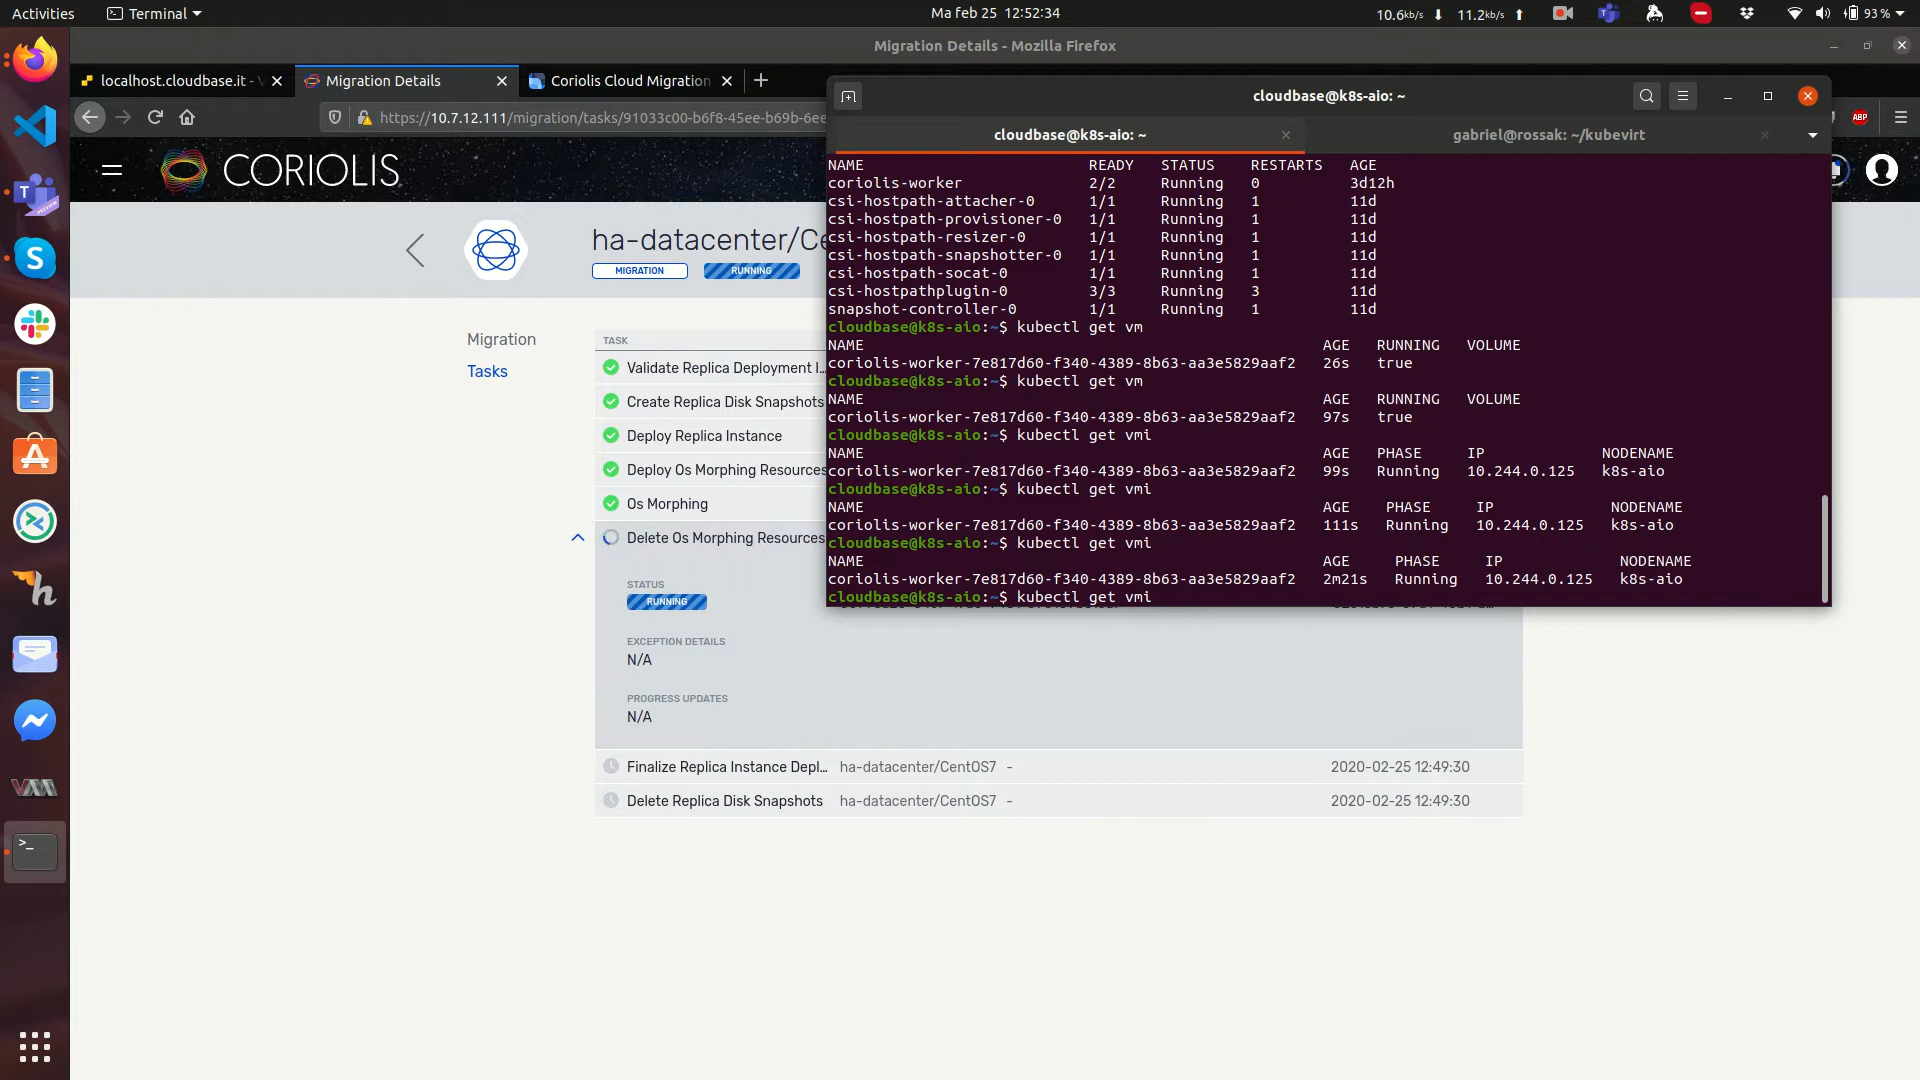 Activities
Terminal
Ma feb 25 12:52:34
10.6kb/s
11.2kb/s
93 %
Migration Details - Mozilla Firefox
localhost.cloudbase.it -
Migration Details
Coriolis Cloud Migration
https://10.7.12.111/migration/tasks/91033c00-b6f8-45ee-b69b-6ee
ABP
CORIOLIS
ha-datacenter/Ce
MIGRATION
RUNNING
Migration
Tasks
TASK
Validate Replica Deployment I...
Create Replica Disk Snapshots
Deploy Replica Instance
Deploy Os Morphing Resources
Os Morphing
Delete Os Morphing Resources
STATUS
RUNNING
EXCEPTION DETAILS
N/A
PROGRESS UPDATES
N/A
Finalize Replica Instance Depl... ha-datacenter/CentOS7 - 2020-02-25 12:49:30
Delete Replica Disk Snapshots ha-datacenter/CentOS7 - 2020-02-25 12:49:30
cloudbase@k8s-aio: ~
cloudbase@k8s-aio: ~
gabriel@rossak: ~/kubevirt
NAME READY STATUS RESTARTS AGE
coriolis-worker 2/2 Running 0 3d12h
csi-hostpath-attacher-0 1/1 Running 1 11d
csi-hostpath-provisioner-0 1/1 Running 1 11d
csi-hostpath-resizer-0 1/1 Running 1 11d
csi-hostpath-snapshotter-0 1/1 Running 1 11d
csi-hostpath-socat-0 1/1 Running 1 11d
csi-hostpathplugin-0 3/3 Running 3 11d
snapshot-controller-0 1/1 Running 1 11d
cloudbase@k8s-aio:~$ kubectl get vm
NAME AGE RUNNING VOLUME
coriolis-worker-7e817d60-f340-4389-8b63-aa3e5829aaf2 26s true
cloudbase@k8s-aio:~$ kubectl get vm
NAME AGE RUNNING VOLUME
coriolis-worker-7e817d60-f340-4389-8b63-aa3e5829aaf2 97s true
cloudbase@k8s-aio:~$ kubectl get vmi
NAME AGE PHASE IP NODENAME
coriolis-worker-7e817d60-f340-4389-8b63-aa3e5829aaf2 99s Running 10.244.0.125 k8s-aio
cloudbase@k8s-aio:~$ kubectl get vmi
NAME AGE PHASE IP NODENAME
coriolis-worker-7e817d60-f340-4389-8b63-aa3e5829aaf2 111s Running 10.244.0.125 k8s-aio
cloudbase@k8s-aio:~$ kubectl get vmi
NAME AGE PHASE IP NODENAME
coriolis-worker-7e817d60-f340-4389-8b63-aa3e5829aaf2 2m21s Running 10.244.0.125 k8s-aio
cloudbase@k8s-aio:~$ kubectl get vmi